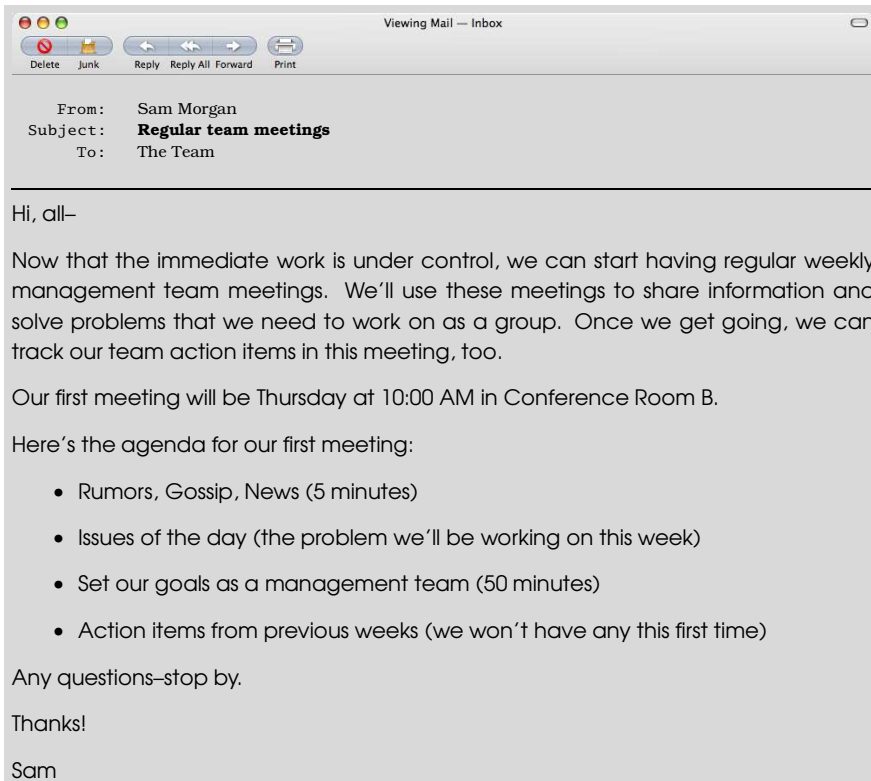 Viewing Mail — Inbox
Delete Junk Reply Reply All Forward Print
From: Sam Morgan
Subject: Regular team meetings
To: The Team
Hi, all–
Now that the immediate work is under control, we can start having regular weekly
management team meetings. We'll use these meetings to share information and
solve problems that we need to work on as a group. Once we get going, we can
track our team action items in this meeting, too.
Our first meeting will be Thursday at 10:00 AM in Conference Room B.
Here's the agenda for our first meeting:
• Rumors, Gossip, News (5 minutes)
• Issues of the day (the problem we'll be working on this week)
• Set our goals as a management team (50 minutes)
• Action items from previous weeks (we won't have any this first time)
Any questions–stop by.
Thanks!
Sam